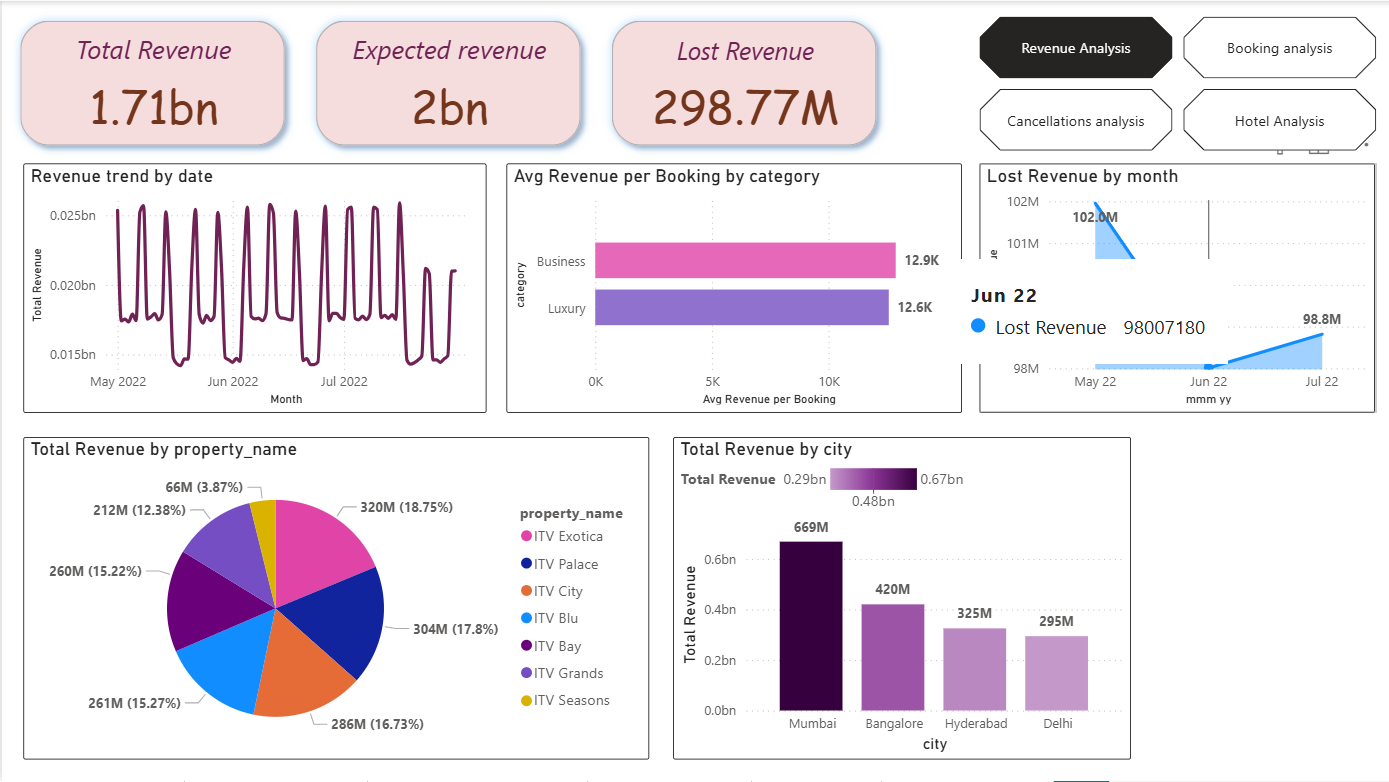 Total Revenue
1.71bn
Expected revenue
2bn
Lost Revenue
298.77M
Revenue Analysis
Booking analysis
Cancellations analysis
Hotel Analysis
Revenue trend by date
Total Revenue
0.025bn
0.020bn
0.015bn
May 2022
Jun 2022
Jul 2022
Month
Avg Revenue per Booking by category
category
Business
12.9K
Luxury
12.6K
0K
5K
10K
Avg Revenue per Booking
Lost Revenue by month
102M
102.0M
101M
Jun 22
Lost Revenue 98007180
98.8M
98M
May 22
Jun 22
Jul 22
mmm yy
Total Revenue by property_name
66M (3.87%)
320M (18.75%)
212M (12.38%)
260M (15.22%)
304M (17.8%)
261M (15.27%)
286M (16.73%)
property_name
ITV Exotica
ITV Palace
ITV City
ITV Blu
ITV Bay
ITV Grands
ITV Seasons
Total Revenue by city
Total Revenue 0.29bn 0.67bn
0.48bn
Total Revenue
0.6bn
0.4bn
0.2bn
0.0bn
669M
420M
325M
295M
Mumbai
Bangalore
Hyderabad
Delhi
city